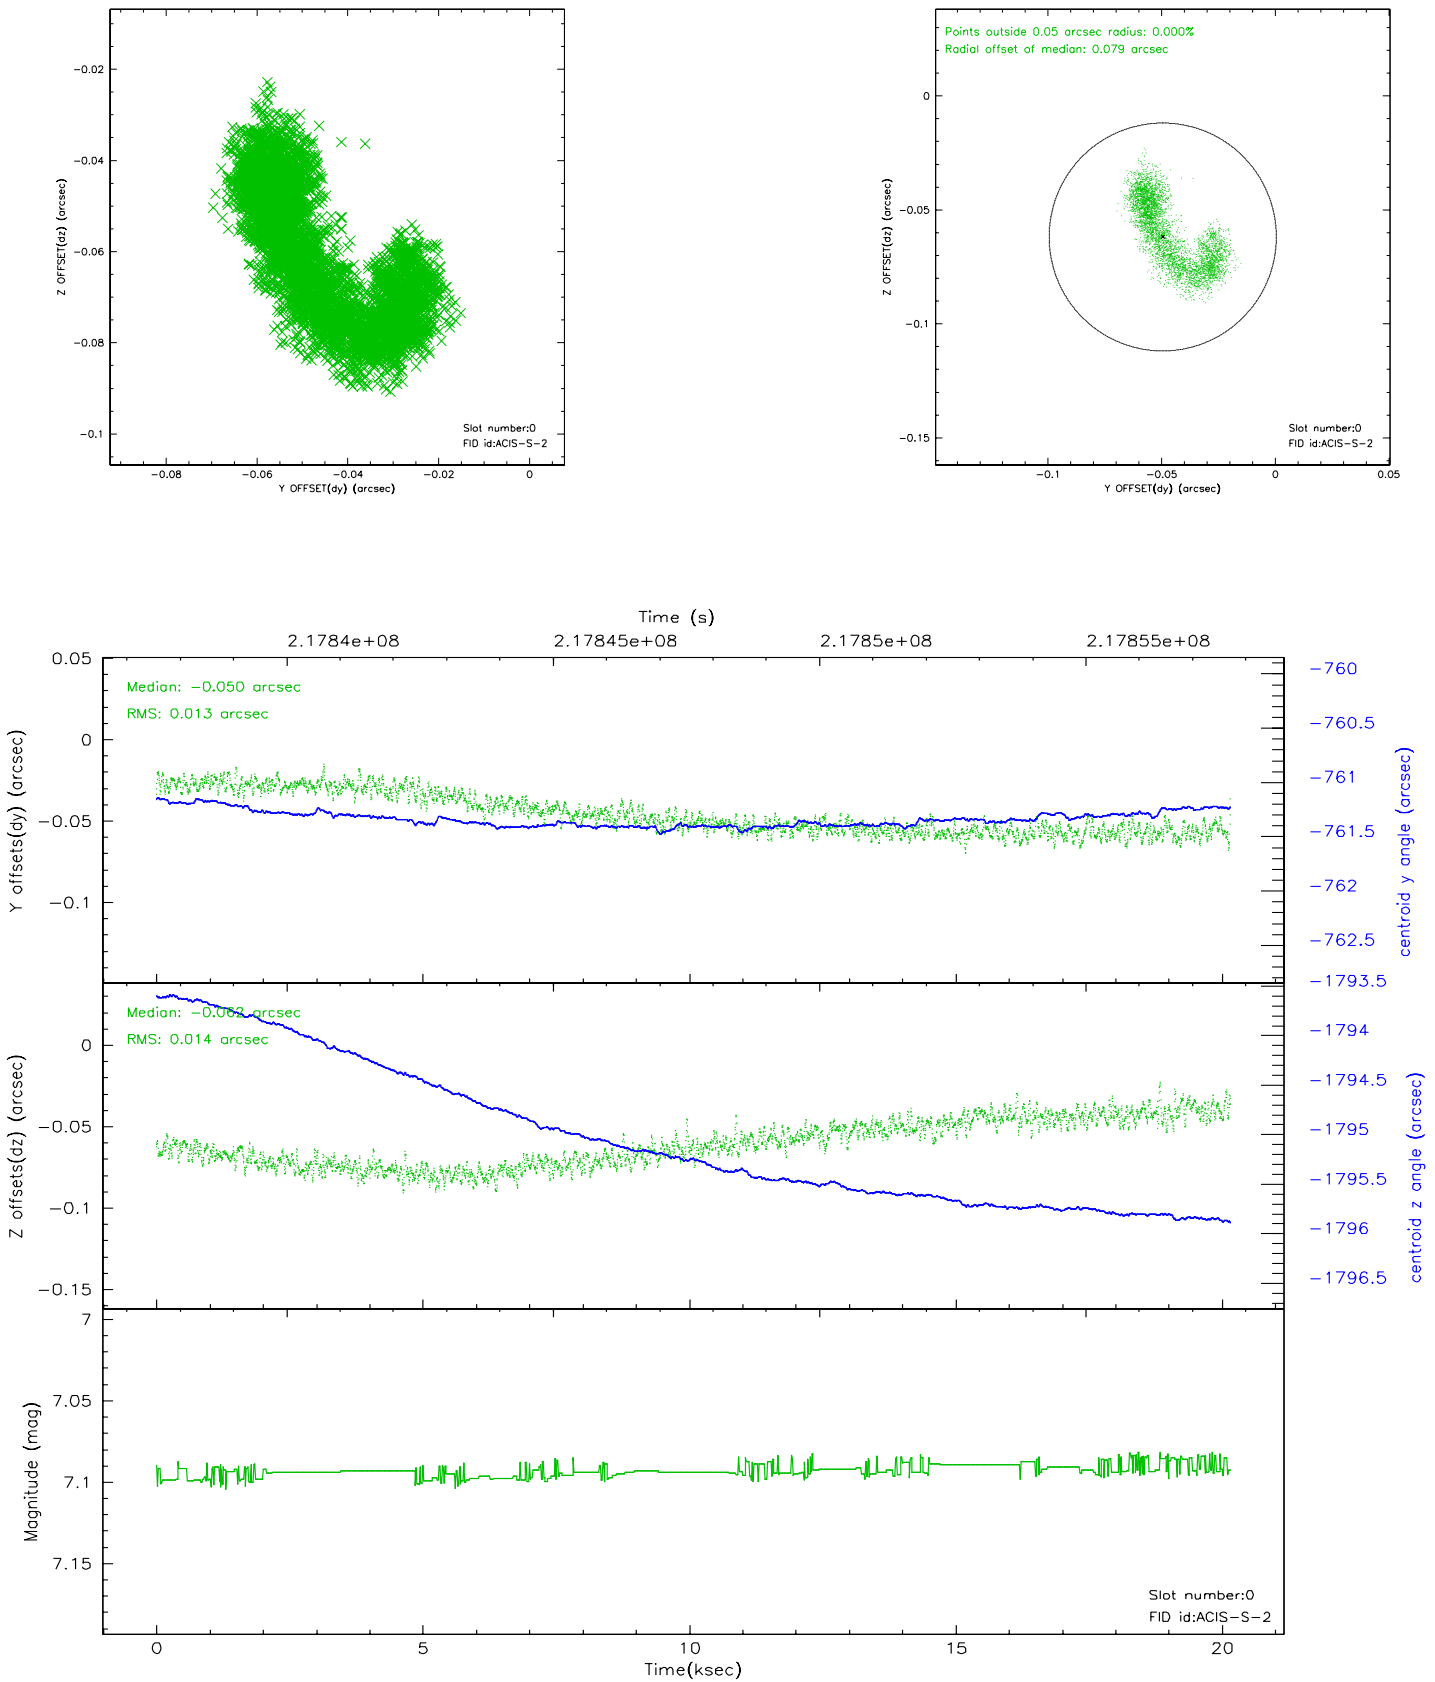 −0.02
−0.04
−0.06
−0.08
−0.1
Z OFFSET(dz) (arcsec)
Slot number:0
FID id:ACIS−S−2
−0.08 −0.06 −0.04 −0.02 0
Y OFFSET(dy) (arcsec)
Points outside 0.05 arcsec radius: 0.000%
Radial offset of median: 0.079 arcsec
0
−0.05
−0.1
−0.15
Z OFFSET(dz) (arcsec)
Slot number:0
FID id:ACIS−S−2
−0.1 −0.05 0 0.05
Y OFFSET(dy) (arcsec)
Time (s)
2.1784e+08 2.17845e+08 2.1785e+08 2.17855e+08
0.05
0
−0.05
−0.1
Y offsets(dy) (arcsec)
Median: −0.050 arcsec
RMS: 0.013 arcsec
−760
−760.5
−761
−761.5
−762
−762.5
centroid y angle (arcsec)
0
−0.05
−0.1
−0.15
Z offsets(dz) (arcsec)
Median: −0.062 arcsec
RMS: 0.014 arcsec
−1793.5
−1794
−1794.5
−1795
−1795.5
−1796
−1796.5
centroid z angle (arcsec)
7
7.05
7.1
7.15
Magnitude (mag)
Slot number:0
FID id:ACIS−S−2
0 5 10 15 20
Time(ksec)